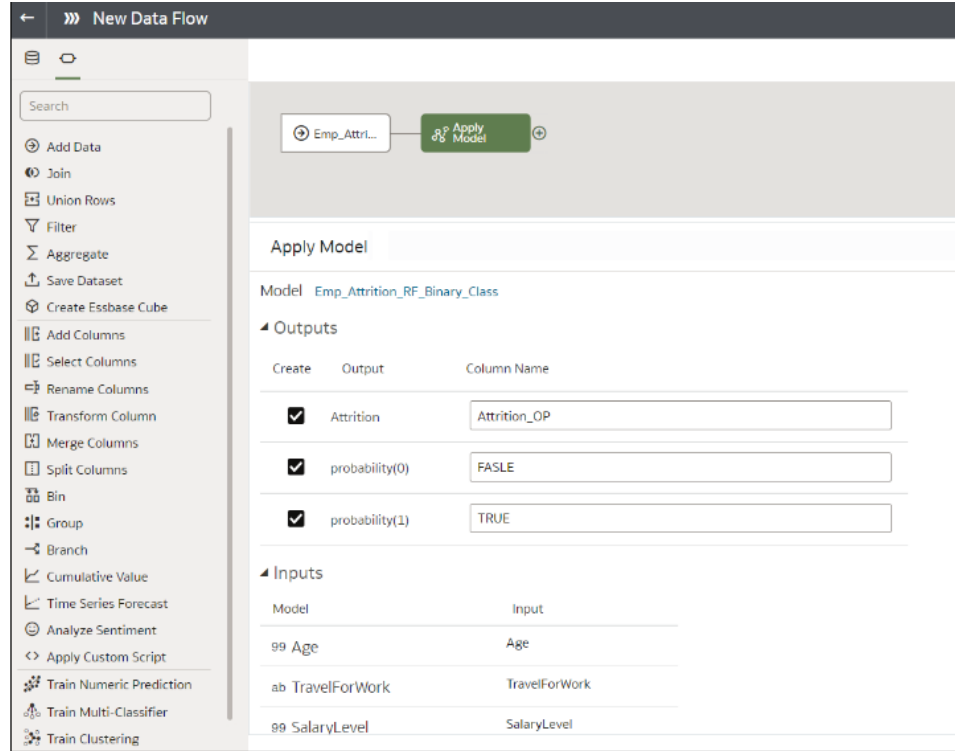 New Data Flow
Search
Add Data
Join
Union Rows
Filter
Aggregate
Save Dataset
Create Essbase Cube
Add Columns
Select Columns
Rename Columns
Transform Column
Merge Columns
Split Columns
Bin
Group
Branch
Cumulative Value
Time Series Forecast
Analyze Sentiment
Apply Custom Script
Train Numeric Prediction
Train Multi-Classifier
Train Clustering
Emp_Attri...
Apply
Model
Apply Model
Model Emp_Attrition_RF_Binary_Class
Outputs
Create Output Column Name
Attrition Attrition_OP
probability(0) FASLE
probability(1) TRUE
Inputs
Model Input
99 Age Age
ab TravelForWork TravelForWork
99 SalaryLevel SalaryLevel